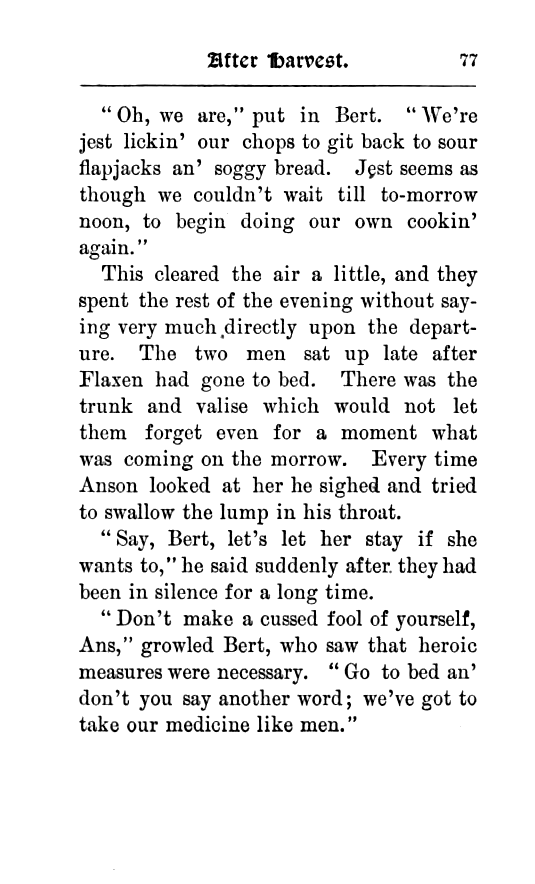 After Harvest. 77
“Oh, we are,” put in Bert. “We’re
jest lickin’ our chops to git back to sour
flapjacks an’ soggy bread. Jest seems as
though we couldn’t wait till to-morrow
noon, to begin doing our own cookin’
again.”
This cleared the air a little, and they
spent the rest of the evening without say-
ing very much directly upon the depart-
ure. The two men sat up late after
Flaxen had gone to bed. There was the
trunk and valise which would not let
them forget even for a moment what
was coming on the morrow. Every time
Anson looked at her he sighed and tried
to swallow the lump in his throat.
“Say, Bert, let’s let her stay if she
wants to,” he said suddenly after they had
been in silence for a long time.
“Don’t make a cussed fool of yourself,
Ans,” growled Bert, who saw that heroic
measures were necessary. “Go to bed an’
don’t you say another word; we’ve got to
take our medicine like men.”